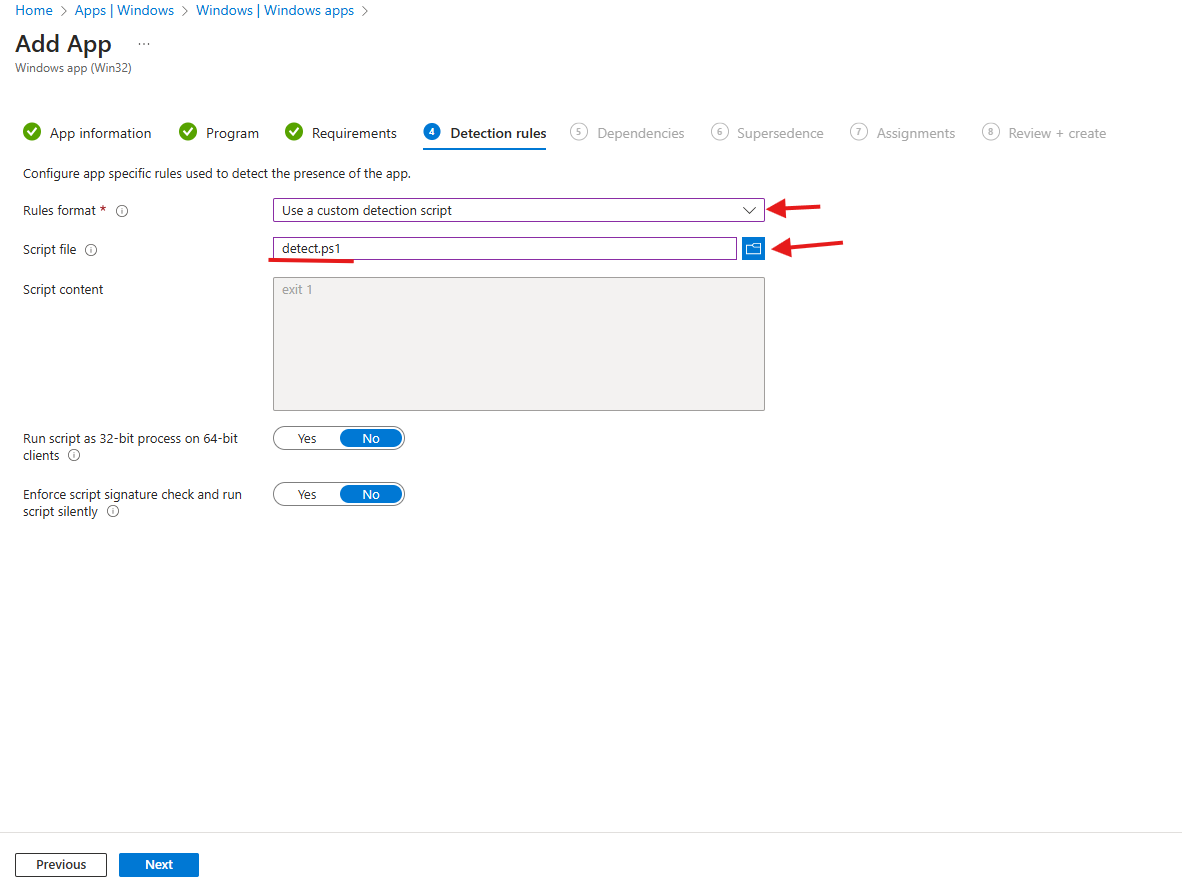 Home > Apps | Windows > Windows | Windows apps >
Add App ...
Windows app (Win32)
App information Program Requirements 4 Detection rules 5 Dependencies 6 Supersedence 7 Assignments 8 Review + create
Configure app specific rules used to detect the presence of the app.
Rules format * Use a custom detection script
Script file detect.ps1
Script content exit 1
Run script as 32-bit process on 64-bit
clients
Yes No
Enforce script signature check and run
script silently
Yes No
Previous Next